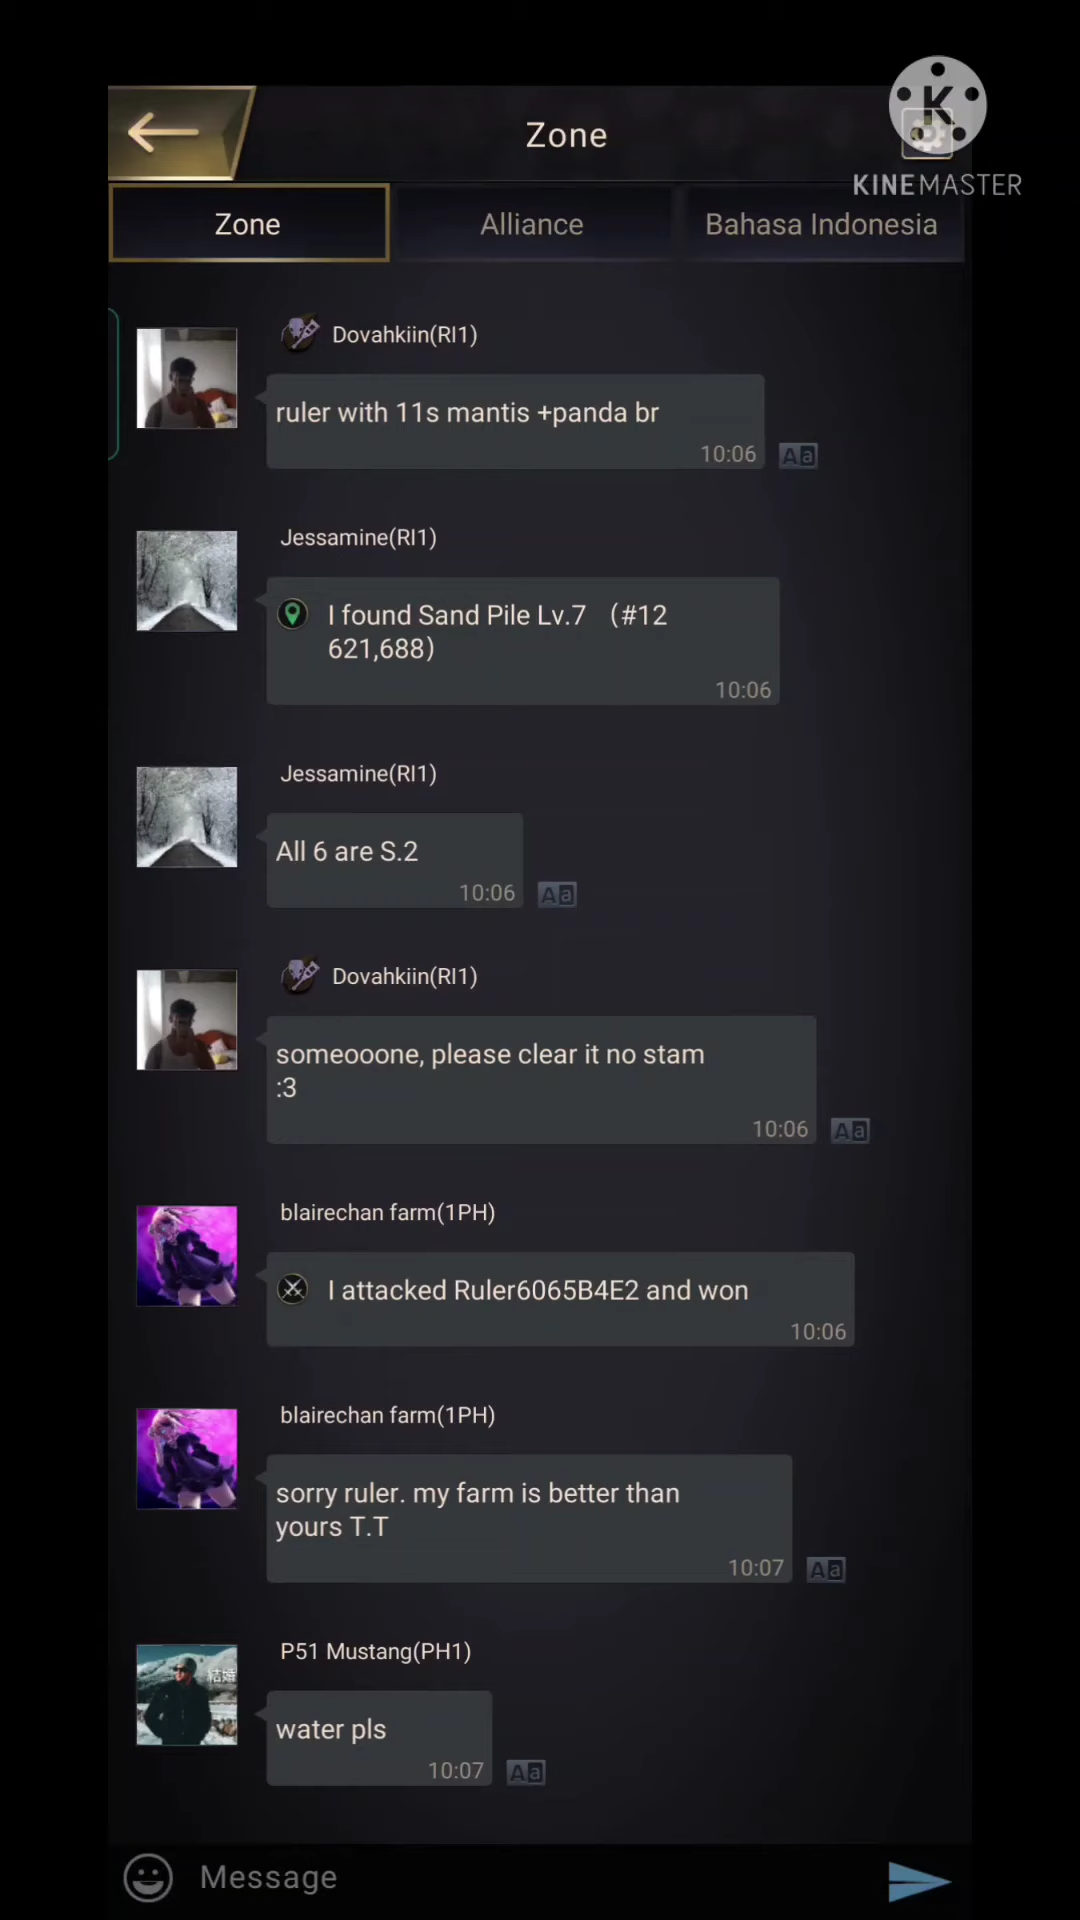 Zone
KINEMASTER
Zone
Alliance
Bahasa Indonesia
Dovahkiin(RI1)
ruler with 11s mantis +panda br
10:06
Aa
Jessamine(RI1)
I found Sand Pile Lv.7 (#12
621,688)
10:06
Jessamine(RI1)
All 6 are S.2
10:06
Aa
Dovahkiin(RI1)
someooone, please clear it no stam
:3
10:06
Aa
blairechan farm(1PH)
I attacked Ruler6065B4E2 and won
10:06
blairechan farm(1PH)
sorry ruler. my farm is better than
yours T.T
10:07
Aa
P51 Mustang(PH1)
結婚
water pls
10:07
Aa
Message